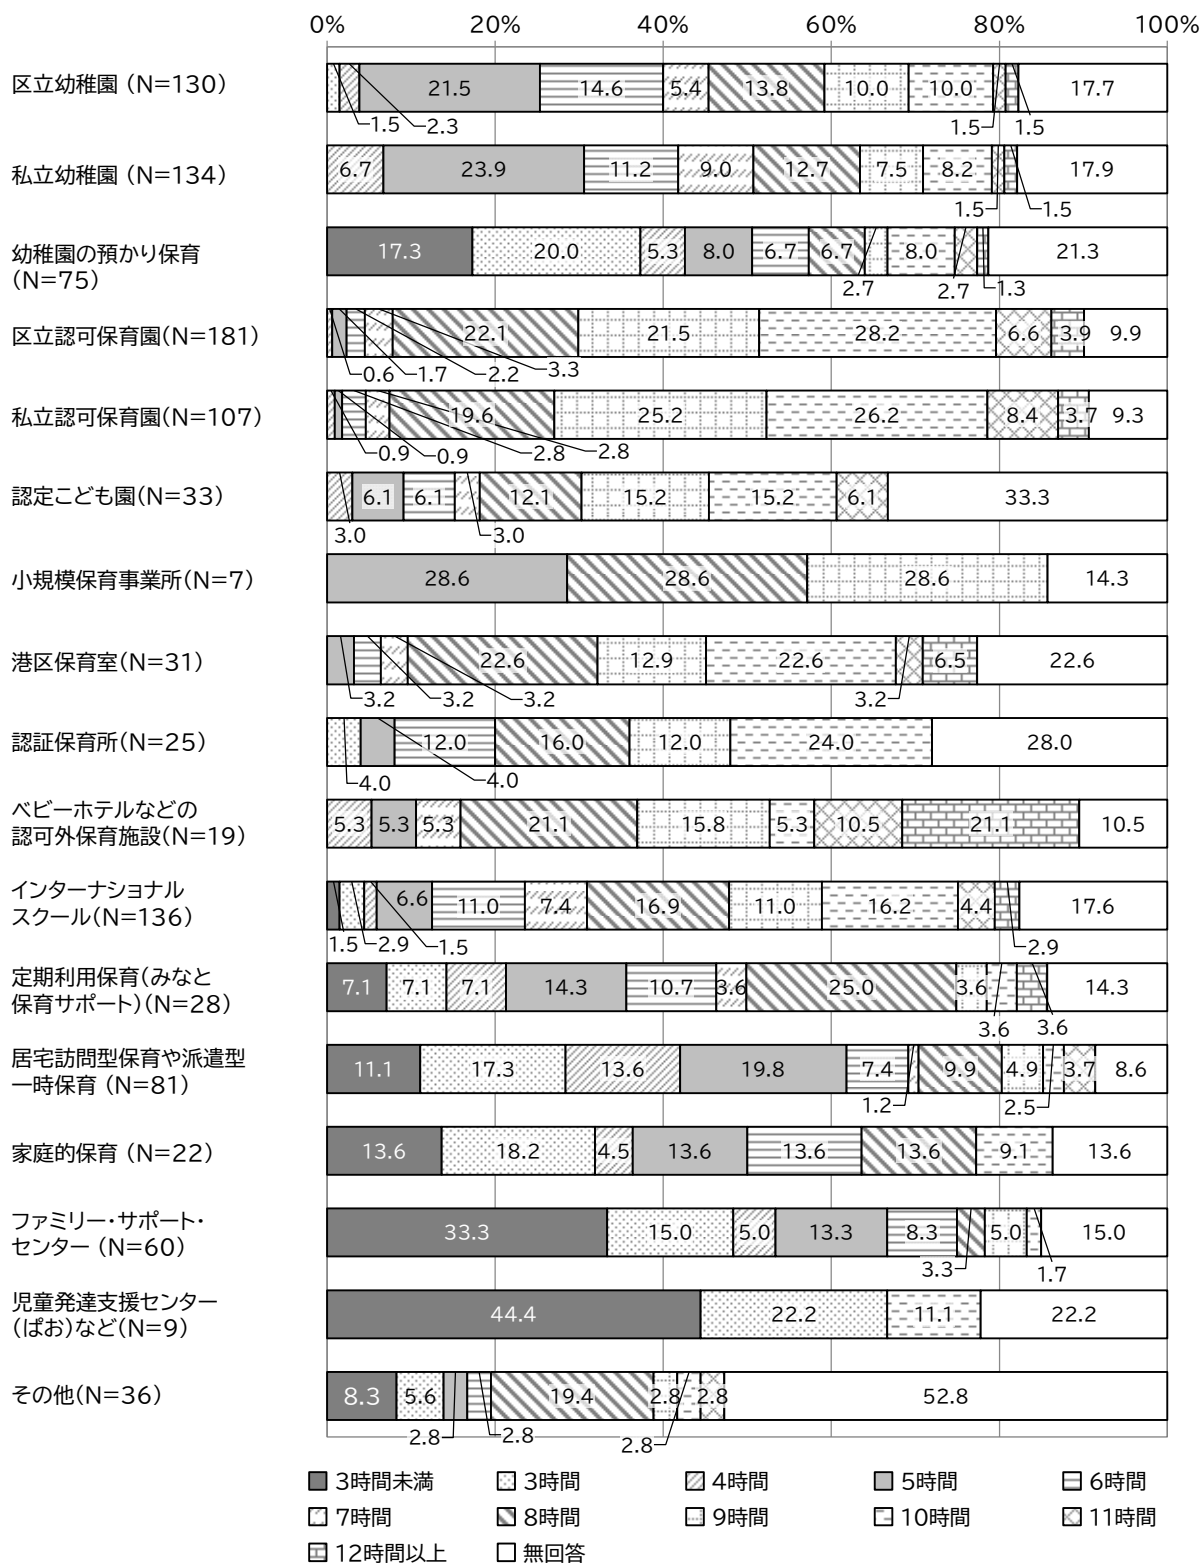 0% 20% 40% 60% 80% 100%
区立幼稚園 (N=130) 21.5 14.6 5.4 13.8 10.0 10.0 17.7
1.5 2.3 1.5 1.5
私立幼稚園 (N=134) 6.7 23.9 11.2 9.0 12.7 7.5 8.2 17.9
1.5 1.5
幼稚園の預かり保育
(N=75)
17.3 20.0 5.3 8.0 6.7 6.7 8.0 21.3
2.7 2.7 1.3
区立認可保育園(N=181) 22.1 21.5 28.2 6.6 3.9 9.9
0.6 1.7 2.2 3.3
私立認可保育園(N=107) 19.6 25.2 26.2 8.4 3.7 9.3
0.9 0.9 2.8 2.8
認定こども園(N=33) 6.1 6.1 12.1 15.2 15.2 6.1 33.3
3.0 3.0
小規模保育事業所(N=7) 28.6 28.6 28.6 14.3
港区保育室(N=31) 22.6 12.9 22.6 6.5 22.6
3.2 3.2 3.2 3.2
認証保育所(N=25) 12.0 16.0 12.0 24.0 28.0
4.0 4.0
ベビーホテルなどの
認可外保育施設(N=19)
5.3 5.3 5.3 21.1 15.8 5.3 10.5 21.1 10.5
インターナショナル
スクール(N=136)
6.6 11.0 7.4 16.9 11.0 16.2 4.4 17.6
1.5 2.9 1.5 2.9
定期利用保育(みなと
保育サポート)(N=28)
7.1 7.1 7.1 14.3 10.7 3.6 25.0 3.6 14.3
3.6 3.6
居宅訪問型保育や派遣型
一時保育 (N=81)
11.1 17.3 13.6 19.8 7.4 9.9 4.9 3.7 8.6
1.2 2.5
家庭的保育 (N=22) 13.6 18.2 4.5 13.6 13.6 13.6 9.1 13.6
ファミリー・サポート・
センター (N=60)
33.3 15.0 5.0 13.3 8.3 5.0 15.0
3.3 1.7
児童発達支援センター
(ぱお)など(N=9)
44.4 22.2 11.1 22.2
その他(N=36) 8.3 5.6 19.4 2.8 2.8 52.8
2.8 2.8 2.8
3時間未満 3時間 4時間 5時間 6時間
7時間 8時間 9時間 10時間 11時間
12時間以上 無回答